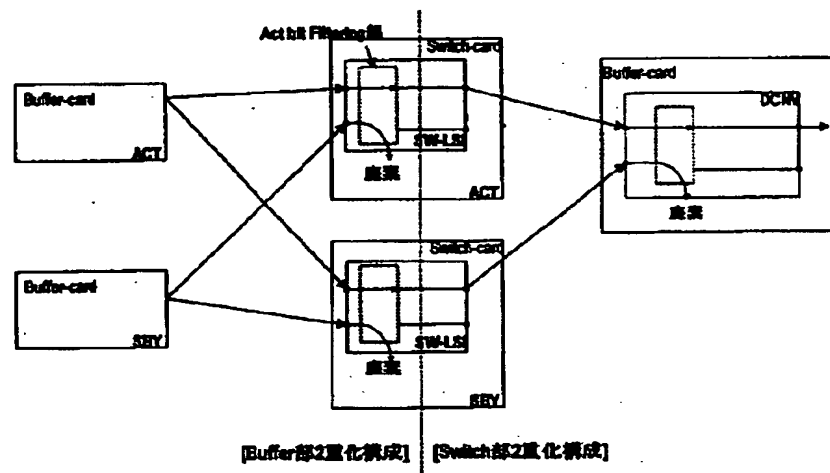 Act bit Filtering部
Switch-card
Buffer-card
ACT
SW-LSI
廃棄
ACT
Buffer-card
廃棄
Switch-card
Buffer-card
SBY
SW-LSI
廃棄
SBY
[Buffer部2重化構成]
[Switch部2重化構成]